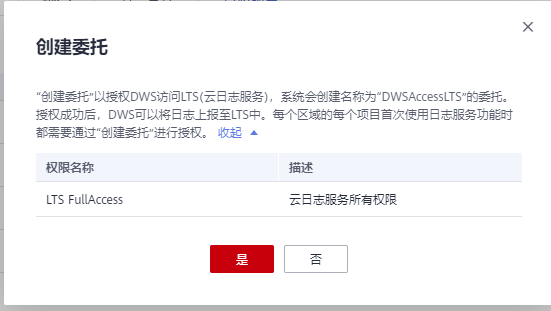 创建委托
“创建委托”以授权DWS访问LTS(云日志服务)，系统会创建名称为“DWSAccessLTS”的委托。
授权成功后，DWS可以将日志上报至LTS中。每个区域的每个项目首次使用日志服务功能时
都需要通过“创建委托”进行授权。 收起
权限名称 描述
LTS FullAccess 云日志服务所有权限
是 否